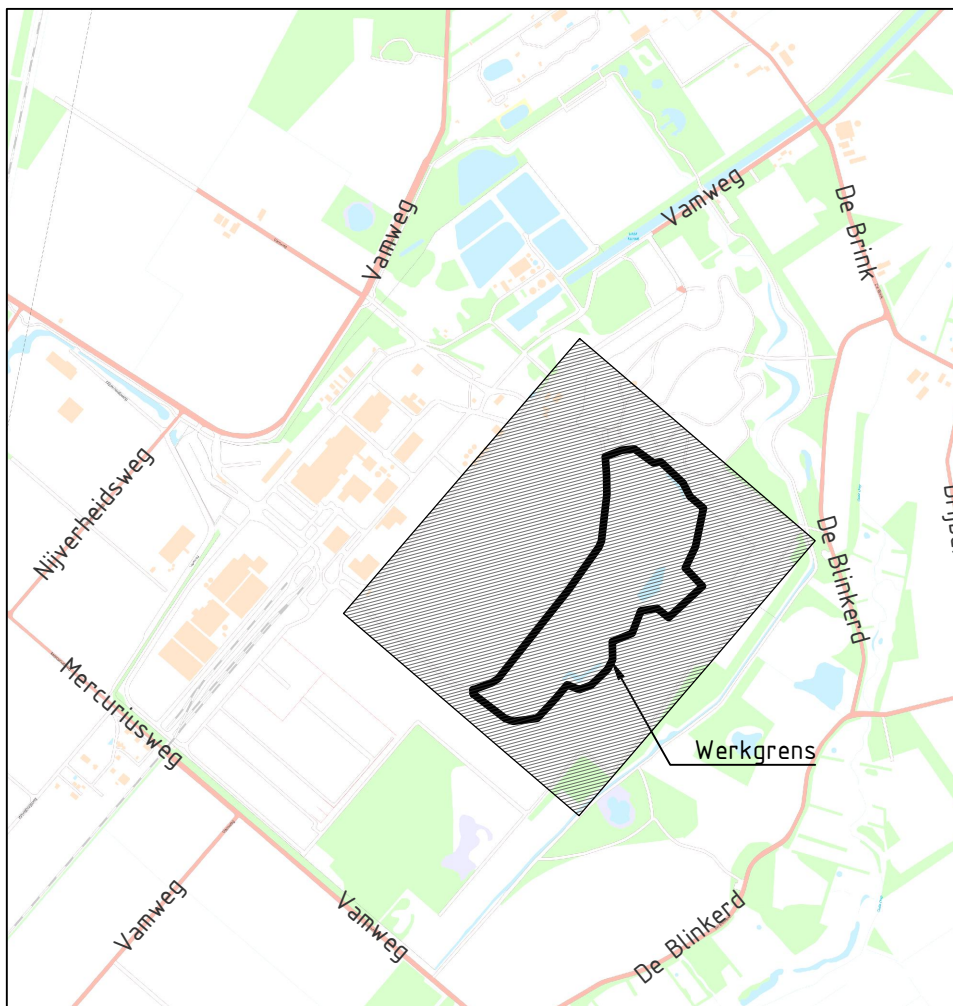 Vamweg
Vamweg
De Brink
Nijverheidsweg
De Blinkerd
Mercuriusweg
Werkgrens
Vamweg
Vamweg
De Blinkerd